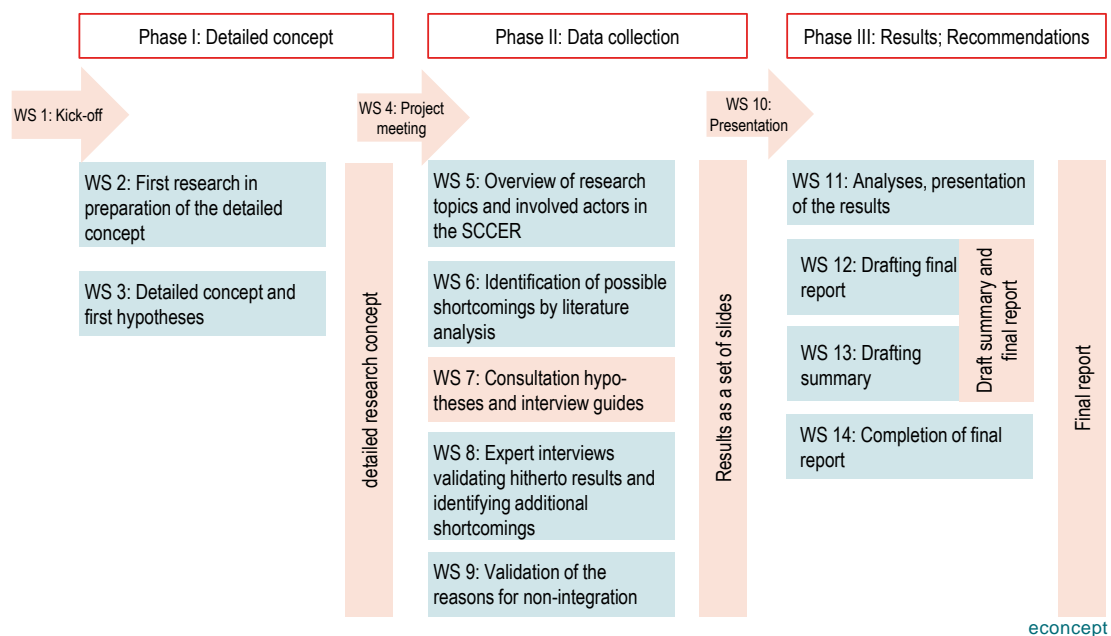 Phase I: Detailed concept
Phase II: Data collection
Phase III: Results; Recommendations
WS 1: Kick-off
WS 4: Project
meeting
WS 10:
Presentation
WS 2: First research in
preparation of the detailed
concept
WS 3: Detailed concept and
first hypotheses
detailed research concept
WS 5: Overview of research
topics and involved actors in
the SCCER
WS 6: Identification of possible
shortcomings by literature
analysis
WS 7: Consultation hypo-
theses and interview guides
WS 8: Expert interviews
validating hitherto results and
identifying additional
shortcomings
WS 9: Validation of the
reasons for non-integration
Results as a set of slides
WS 11: Analyses, presentation
of the results
WS 12: Drafting final
report
WS 13: Drafting
summary
Draft summary and
final report
WS 14: Completion of final
report
Final report
econcept